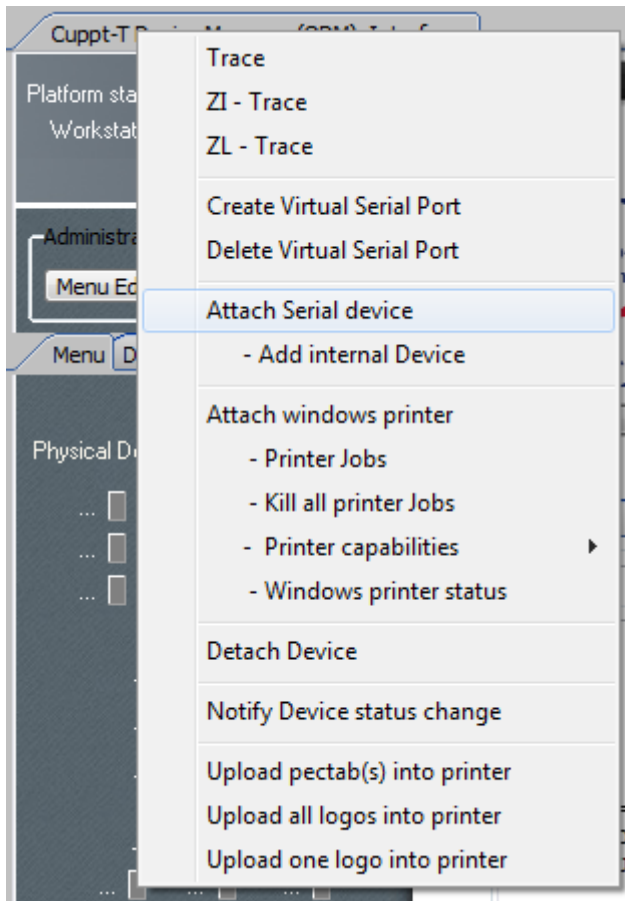 Cuppt-T
Platform sta
Workstat
Administra
Menu Ed
Menu D
Physical De
...
...
...
Trace
ZI - Trace
ZL - Trace
Create Virtual Serial Port
Delete Virtual Serial Port
Attach Serial device
- Add internal Device
Attach windows printer
- Printer Jobs
- Kill all printer Jobs
- Printer capabilities
- Windows printer status
Detach Device
Notify Device status change
Upload pectab(s) into printer
Upload all logos into printer
Upload one logo into printer
... ... ...